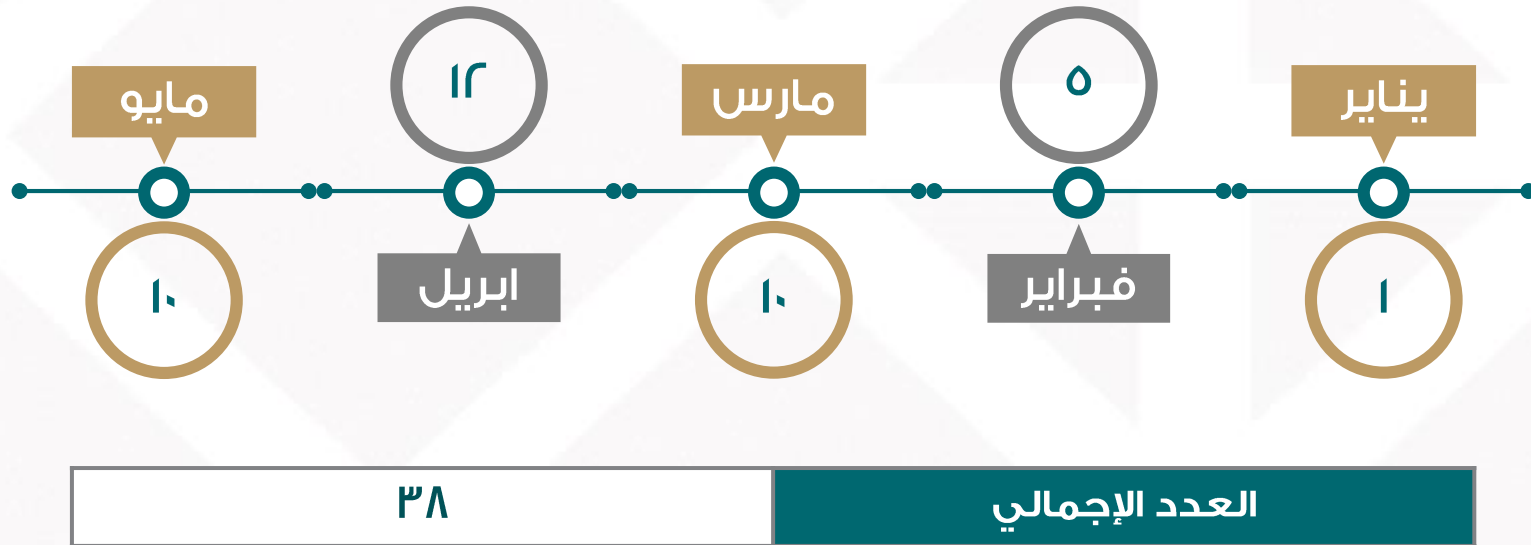 يناير
١
٥
فبراير
مارس
١٠
١٢
ابريل
مايو
١٠
العدد الإجمالي
٣٨